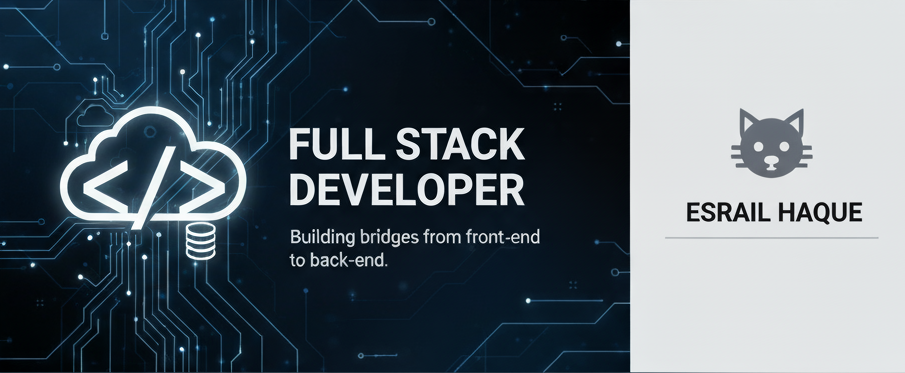 FULL STACK
DEVELOPER
Building bridges from front-end
to back-end.
ESRAIL HAQUE